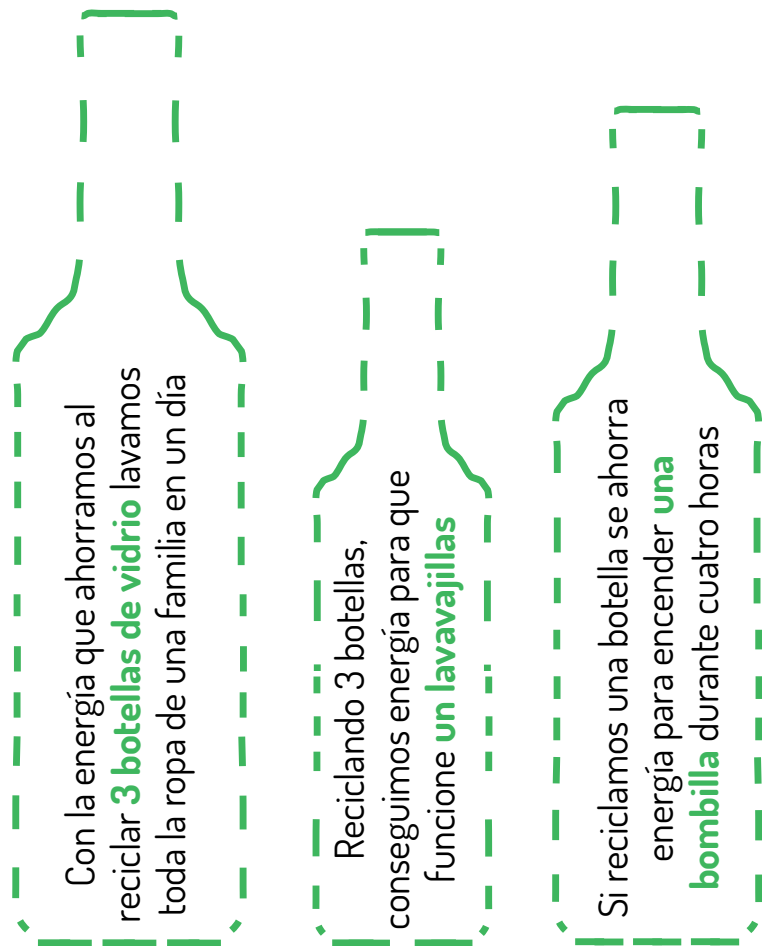 Con la energía que ahorramos al
reciclar 3 botellas de vidrio lavamos
toda la ropa de una familia en un día
Reciclando 3 botellas,
conseguimos energía para que
funcione un lavavajillas
Si reciclamos una botella se ahorra
energía para encender una
bombilla durante cuatro horas